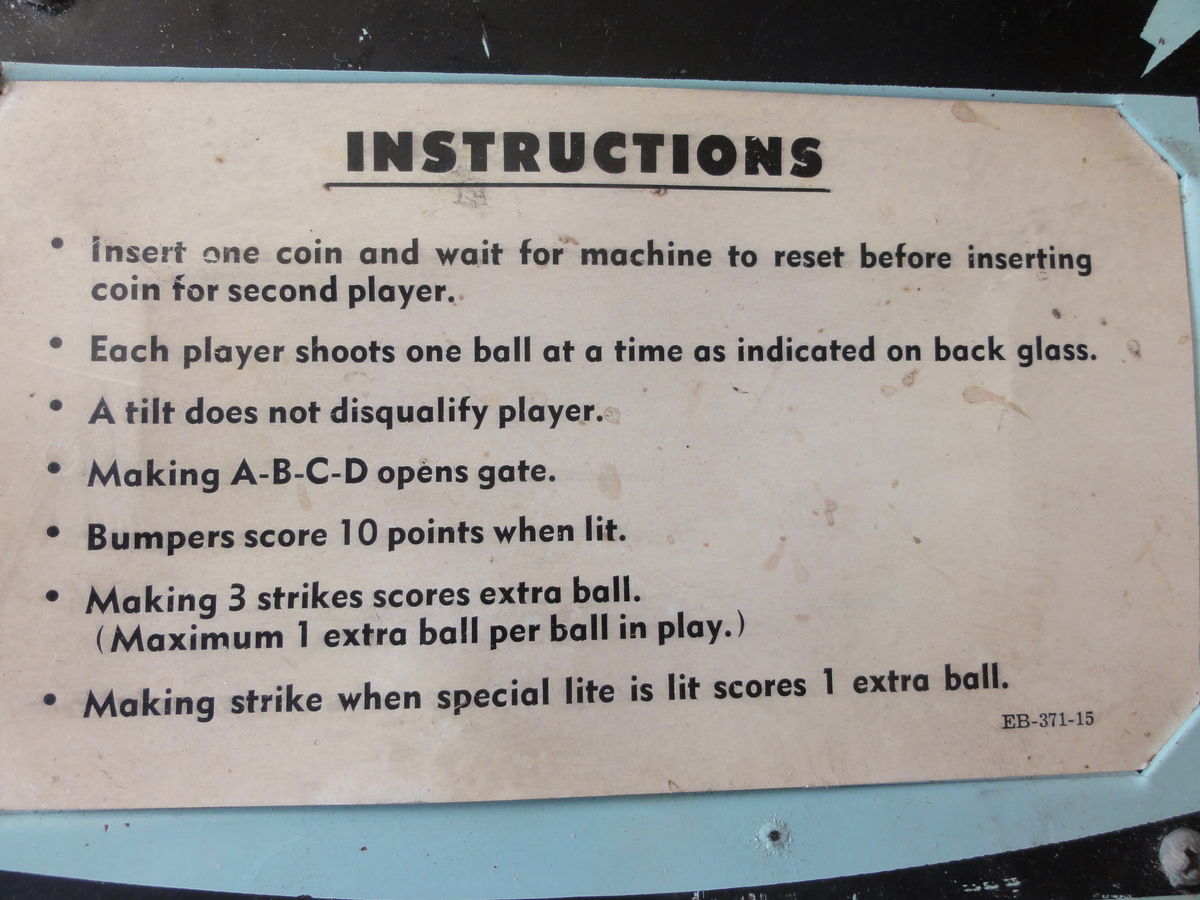 INSTRUCTIONS
• Insert one coin and wait for machine to reset before inserting
coin for second player.
• Each player shoots one ball at a time as indicated on back glass.
• A tilt does not disqualify player.
• Making A-B-C-D opens gate.
• Bumpers score 10 points when lit.
• Making 3 strikes scores extra ball.
(Maximum 1 extra ball per ball in play.)
• Making strike when special lite is lit scores 1 extra ball.
EB-371-15